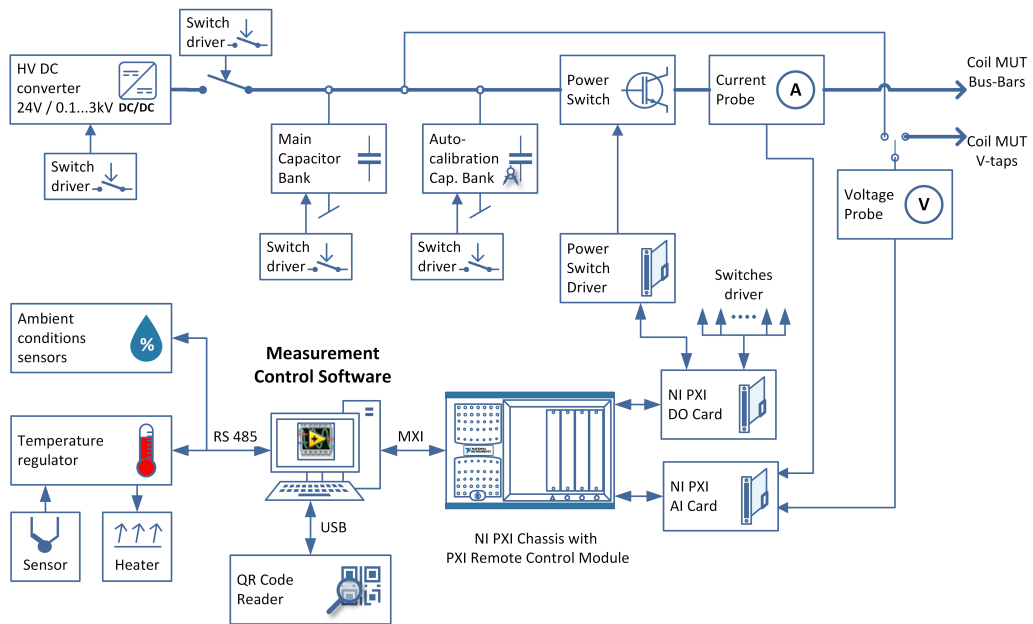 Switch
driver
HV DC
converter
24V / 0.1...3kV
DC/DC
Switch
driver
Main
Capacitor
Bank
Switch
driver
Auto-
calibration
Cap. Bank
Switch
driver
Power
Switch
Current
Probe
A
Coil MUT
Bus-Bars
Coil MUT
V-taps
Voltage
Probe
V
Power
Switch
Driver
Switches
driver
Ambient
conditions
sensors
%
Measurement
Control Software
NI PXI
DO Card
Temperature
regulator
RS 485
MXI
NATIONAL
INSTRUMENTS
NI PXI
AI Card
Sensor
Heater
USB
NI PXI Chassis with
PXI Remote Control Module
QR Code
Reader